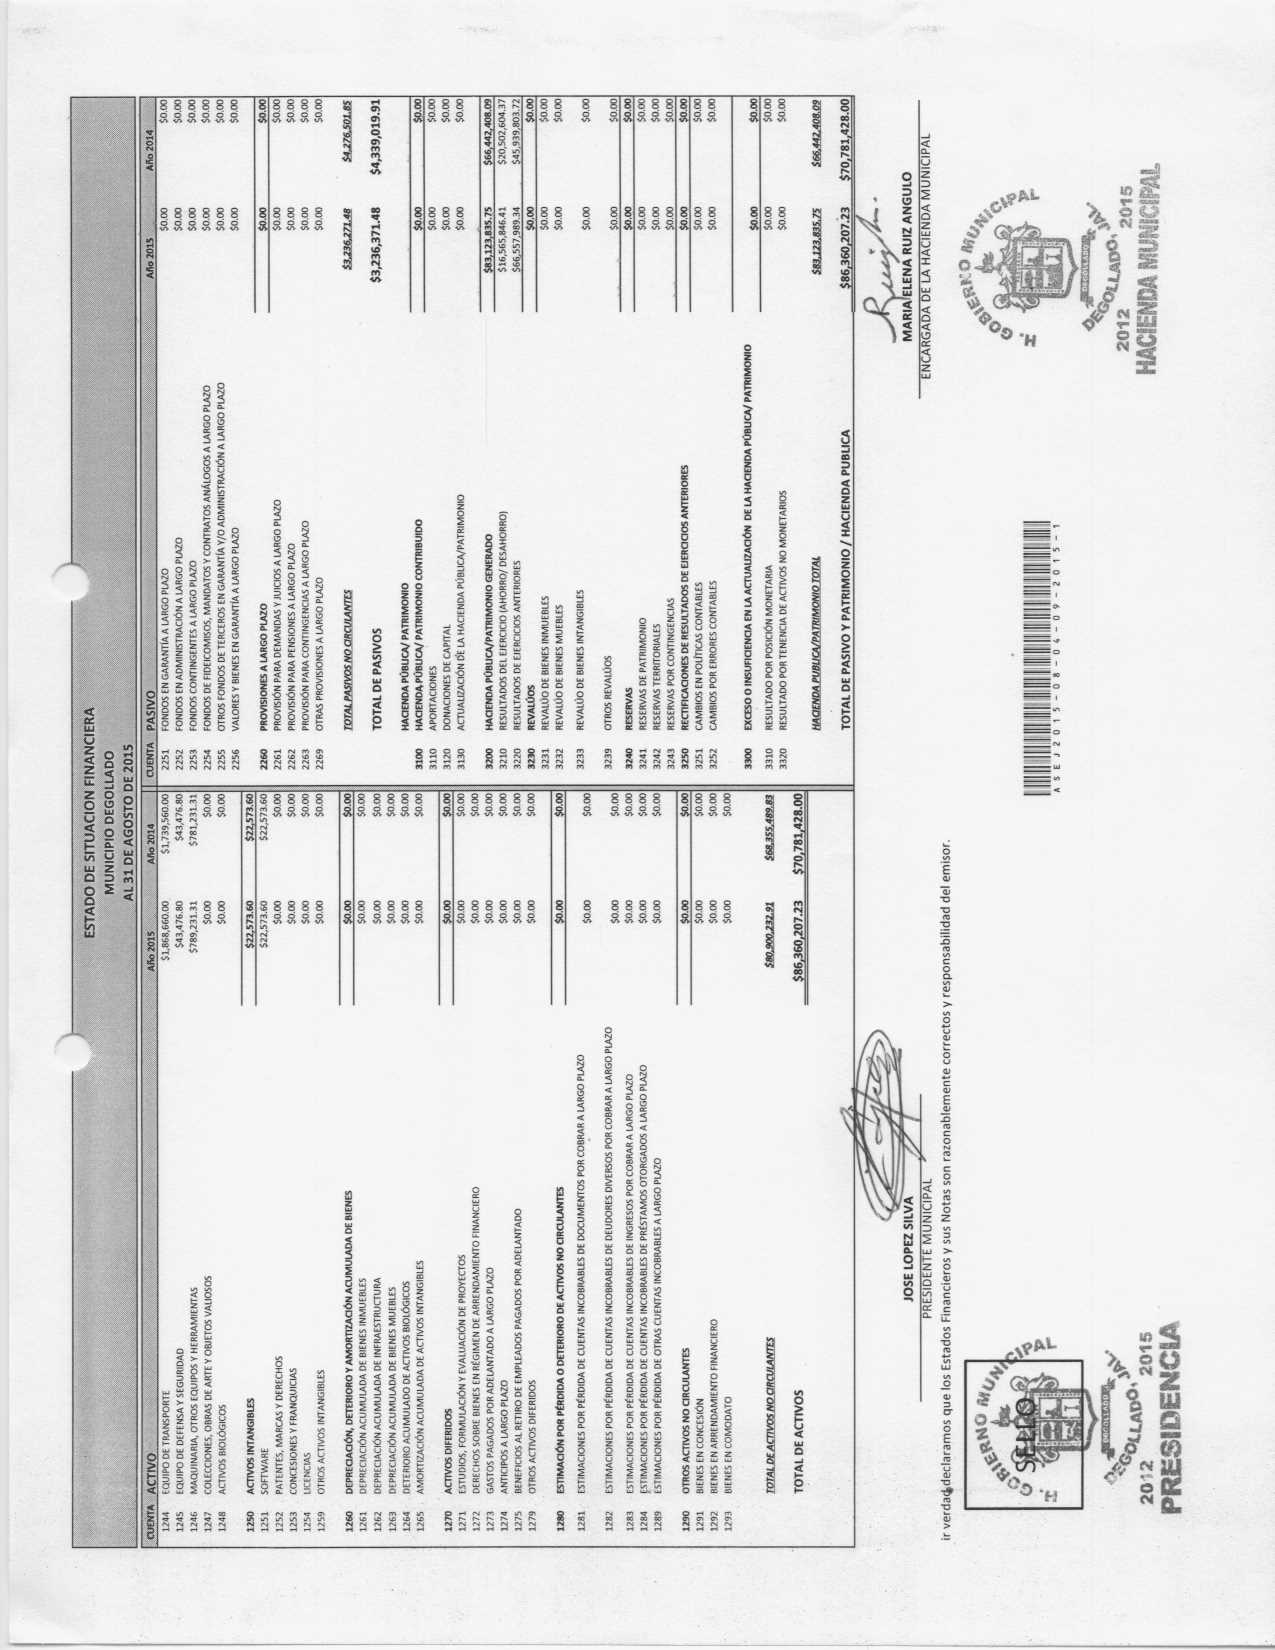 ESTADO DE SITUACION FINANCIERA
MUNICIPIO DEGOLLADO
AL 31 DE AGOSTO DE 2015
CUENTA ACTIVO Año 2015 Año 2014
1244 EQUIPO DE TRANSPORTE $1,868,660.00 $1,739,560.00
1245 EQUIPO DE DEFENSA Y SEGURIDAD $43,476.80 $43,476.80
1246 MAQUINARIA, OTROS EQUIPOS Y HERRAMIENTAS $789,231.31 $781,231.31
1247 COLECCIONES, OBRAS DE ARTE Y OBJETOS VALIOSOS $0.00 $0.00
1248 ACTIVOS BIOLÓGICOS $0.00 $0.00
1250 ACTIVOS INTANGIBLES $22,573.60 $22,573.60
1251 SOFTWARE $22,573.60 $22,573.60
1252 PATENTES, MARCAS Y DERECHOS $0.00 $0.00
1253 CONCESIONES Y FRANQUICIAS $0.00 $0.00
1254 LICENCIAS $0.00 $0.00
1259 OTROS ACTIVOS INTANGIBLES $0.00 $0.00
1260 DEPRECIACIÓN, DETERIORO Y AMORTIZACIÓN ACUMULADA DE BIENES $0.00 $0.00
1261 DEPRECIACIÓN ACUMULADA DE BIENES INMUEBLES $0.00 $0.00
1262 DEPRECIACIÓN ACUMULADA DE INFRAESTRUCTURA $0.00 $0.00
1263 DEPRECIACIÓN ACUMULADA DE BIENES MUEBLES $0.00 $0.00
1264 DETERIORO ACUMULADO DE ACTIVOS BIOLÓGICOS $0.00 $0.00
1265 AMORTIZACIÓN ACUMULADA DE ACTIVOS INTANGIBLES $0.00 $0.00
1270 ACTIVOS DIFERIDOS $0.00 $0.00
1271 ESTUDIOS, FORMULACIÓN Y EVALUACIÓN DE PROYECTOS $0.00 $0.00
1272 DERECHOS SOBRE BIENES EN RÉGIMEN DE ARRENDAMIENTO FINANCIERO $0.00 $0.00
1273 GASTOS PAGADOS POR ADELANTADO A LARGO PLAZO $0.00 $0.00
1274 ANTICIPOS A LARGO PLAZO $0.00 $0.00
1275 BENEFICIOS AL RETIRO DE EMPLEADOS PAGADOS POR ADELANTADO $0.00 $0.00
1279 OTROS ACTIVOS DIFERIDOS $0.00 $0.00
1280 ESTIMACIÓN POR PÉRDIDA O DETERIORO DE ACTIVOS NO CIRCULANTES $0.00 $0.00
1281 ESTIMACIONES POR PÉRDIDA DE CUENTAS INCOBRABLES DE DOCUMENTOS POR COBRAR A LARGO PLAZO $0.00 $0.00
1282 ESTIMACIONES POR PÉRDIDA DE CUENTAS INCOBRABLES DE DEUDORES DIVERSOS POR COBRAR A LARGO PLAZO $0.00 $0.00
1283 ESTIMACIONES POR PÉRDIDA DE CUENTAS INCOBRABLES DE INGRESOS POR COBRAR A LARGO PLAZO $0.00 $0.00
1284 ESTIMACIONES POR PÉRDIDA DE CUENTAS INCOBRABLES DE PRÉSTAMOS OTORGADOS A LARGO PLAZO $0.00 $0.00
1289 ESTIMACIONES POR PÉRDIDA DE OTRAS CUENTAS INCOBRABLES A LARGO PLAZO $0.00 $0.00
1290 OTROS ACTIVOS NO CIRCULANTES $0.00 $0.00
1291 BIENES EN CONCESIÓN $0.00 $0.00
1292 BIENES EN ARRENDAMIENTO FINANCIERO $0.00 $0.00
1293 BIENES EN COMODATO $0.00 $0.00
TOTAL DE ACTIVOS NO CIRCULANTES $80,900,232.91 $68,355,489.83
TOTAL DE ACTIVOS $86,360,207.23 $70,781,428.00
CUENTA PASIVO Año 2015 Año 2014
2251 FONDOS EN GARANTÍA A LARGO PLAZO $0.00 $0.00
2252 FONDOS EN ADMINISTRACIÓN A LARGO PLAZO $0.00 $0.00
2253 FONDOS CONTINGENTES A LARGO PLAZO $0.00 $0.00
2254 FONDOS DE FIDEICOMISOS, MANDATOS Y CONTRATOS ANÁLOGOS A LARGO PLAZO $0.00 $0.00
2255 OTROS FONDOS DE TERCEROS EN GARANTÍA Y/O ADMINISTRACIÓN A LARGO PLAZO $0.00 $0.00
2256 VALORES Y BIENES EN GARANTÍA A LARGO PLAZO $0.00 $0.00
2260 PROVISIONES A LARGO PLAZO $0.00 $0.00
2261 PROVISIÓN PARA DEMANDAS Y JUICIOS A LARGO PLAZO $0.00 $0.00
2262 PROVISIÓN PARA PENSIONES A LARGO PLAZO $0.00 $0.00
2263 PROVISIÓN PARA CONTINGENCIAS A LARGO PLAZO $0.00 $0.00
2269 OTRAS PROVISIONES A LARGO PLAZO $0.00 $0.00
TOTAL PASIVOS NO CIRCULANTES $3,236,271.48 $4,276,501.85
TOTAL DE PASIVOS $3,236,371.48 $4,339,019.91
HACIENDA PÚBLICA/ PATRIMONIO
3100 HACIENDA PÚBLICA/ PATRIMONIO CONTRIBUIDO $0.00 $0.00
3110 APORTACIONES $0.00 $0.00
3120 DONACIONES DE CAPITAL $0.00 $0.00
3130 ACTUALIZACIÓN DE LA HACIENDA PÚBLICA/PATRIMONIO $0.00 $0.00
3200 HACIENDA PÚBLICA/PATRIMONIO GENERADO $83,123,835.75 $66,442,408.09
3210 RESULTADOS DEL EJERCICIO (AHORRO/ DESAHORRO) $16,565,846.41 $20,502,604.37
3220 RESULTADOS DE EJERCICIOS ANTERIORES $66,557,989.34 $45,939,803.72
3230 REVALÚOS $0.00 $0.00
3231 REVALÚO DE BIENES INMUEBLES $0.00 $0.00
3232 REVALÚO DE BIENES MUEBLES $0.00 $0.00
3233 REVALÚO DE BIENES INTANGIBLES $0.00 $0.00
3239 OTROS REVALÚOS $0.00 $0.00
3240 RESERVAS $0.00 $0.00
3241 RESERVAS DE PATRIMONIO $0.00 $0.00
3242 RESERVAS TERRITORIALES $0.00 $0.00
3243 RESERVAS POR CONTINGENCIAS $0.00 $0.00
3250 RECTIFICACIONES DE RESULTADOS DE EJERCICIOS ANTERIORES $0.00 $0.00
3251 CAMBIOS EN POLÍTICAS CONTABLES $0.00 $0.00
3252 CAMBIOS POR ERRORES CONTABLES $0.00 $0.00
3300 EXCESO O INSUFICIENCIA EN LA ACTUALIZACIÓN DE LA HACIENDA PÚBLICA/ PATRIMONIO $0.00 $0.00
3310 RESULTADO POR POSICIÓN MONETARIA $0.00 $0.00
3320 RESULTADO POR TENENCIA DE ACTIVOS NO MONETARIOS $0.00 $0.00
HACIENDA PUBLICA/PATRIMONIO TOTAL $83,123,835.75 $66,442,408.09
TOTAL DE PASIVO Y PATRIMONIO / HACIENDA PUBLICA $86,360,207.23 $70,781,428.00
JOSE LOPEZ SILVA
PRESIDENTE MUNICIPAL
Ruiz
MARIA ELENA RUIZ ANGULO
ENCARGADA DE LA HACIENDA MUNICIPAL
ir verdad declaramos que los Estados Financieros y sus Notas son razonablemente correctos y responsabilidad del emisor.
SELLO
H. GOBIERNO MUNICIPAL
DEGOLLADO
DEGOLLADO, JAL.
2012 2015
PRESIDENCIA
ASEJ2015-08-04-09-2015-1
H. GOBIERNO MUNICIPAL
DEGOLLADO
DEGOLLADO, JAL.
2012 2015
HACIENDA MUNICIPAL